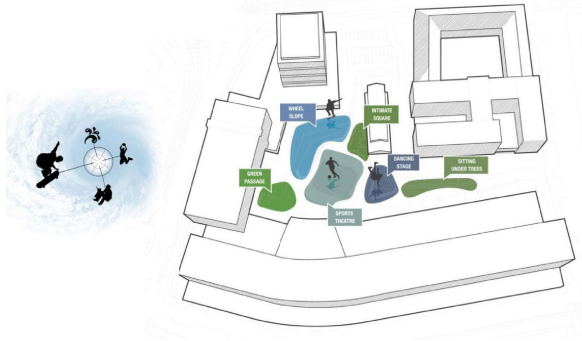 WHEEL
SLOPE
INTIMATE
SQUARE
GREEN
PASSAGE
DANCING
STAGE
SITTING
UNDER TREES
SPORTS
THEATRE